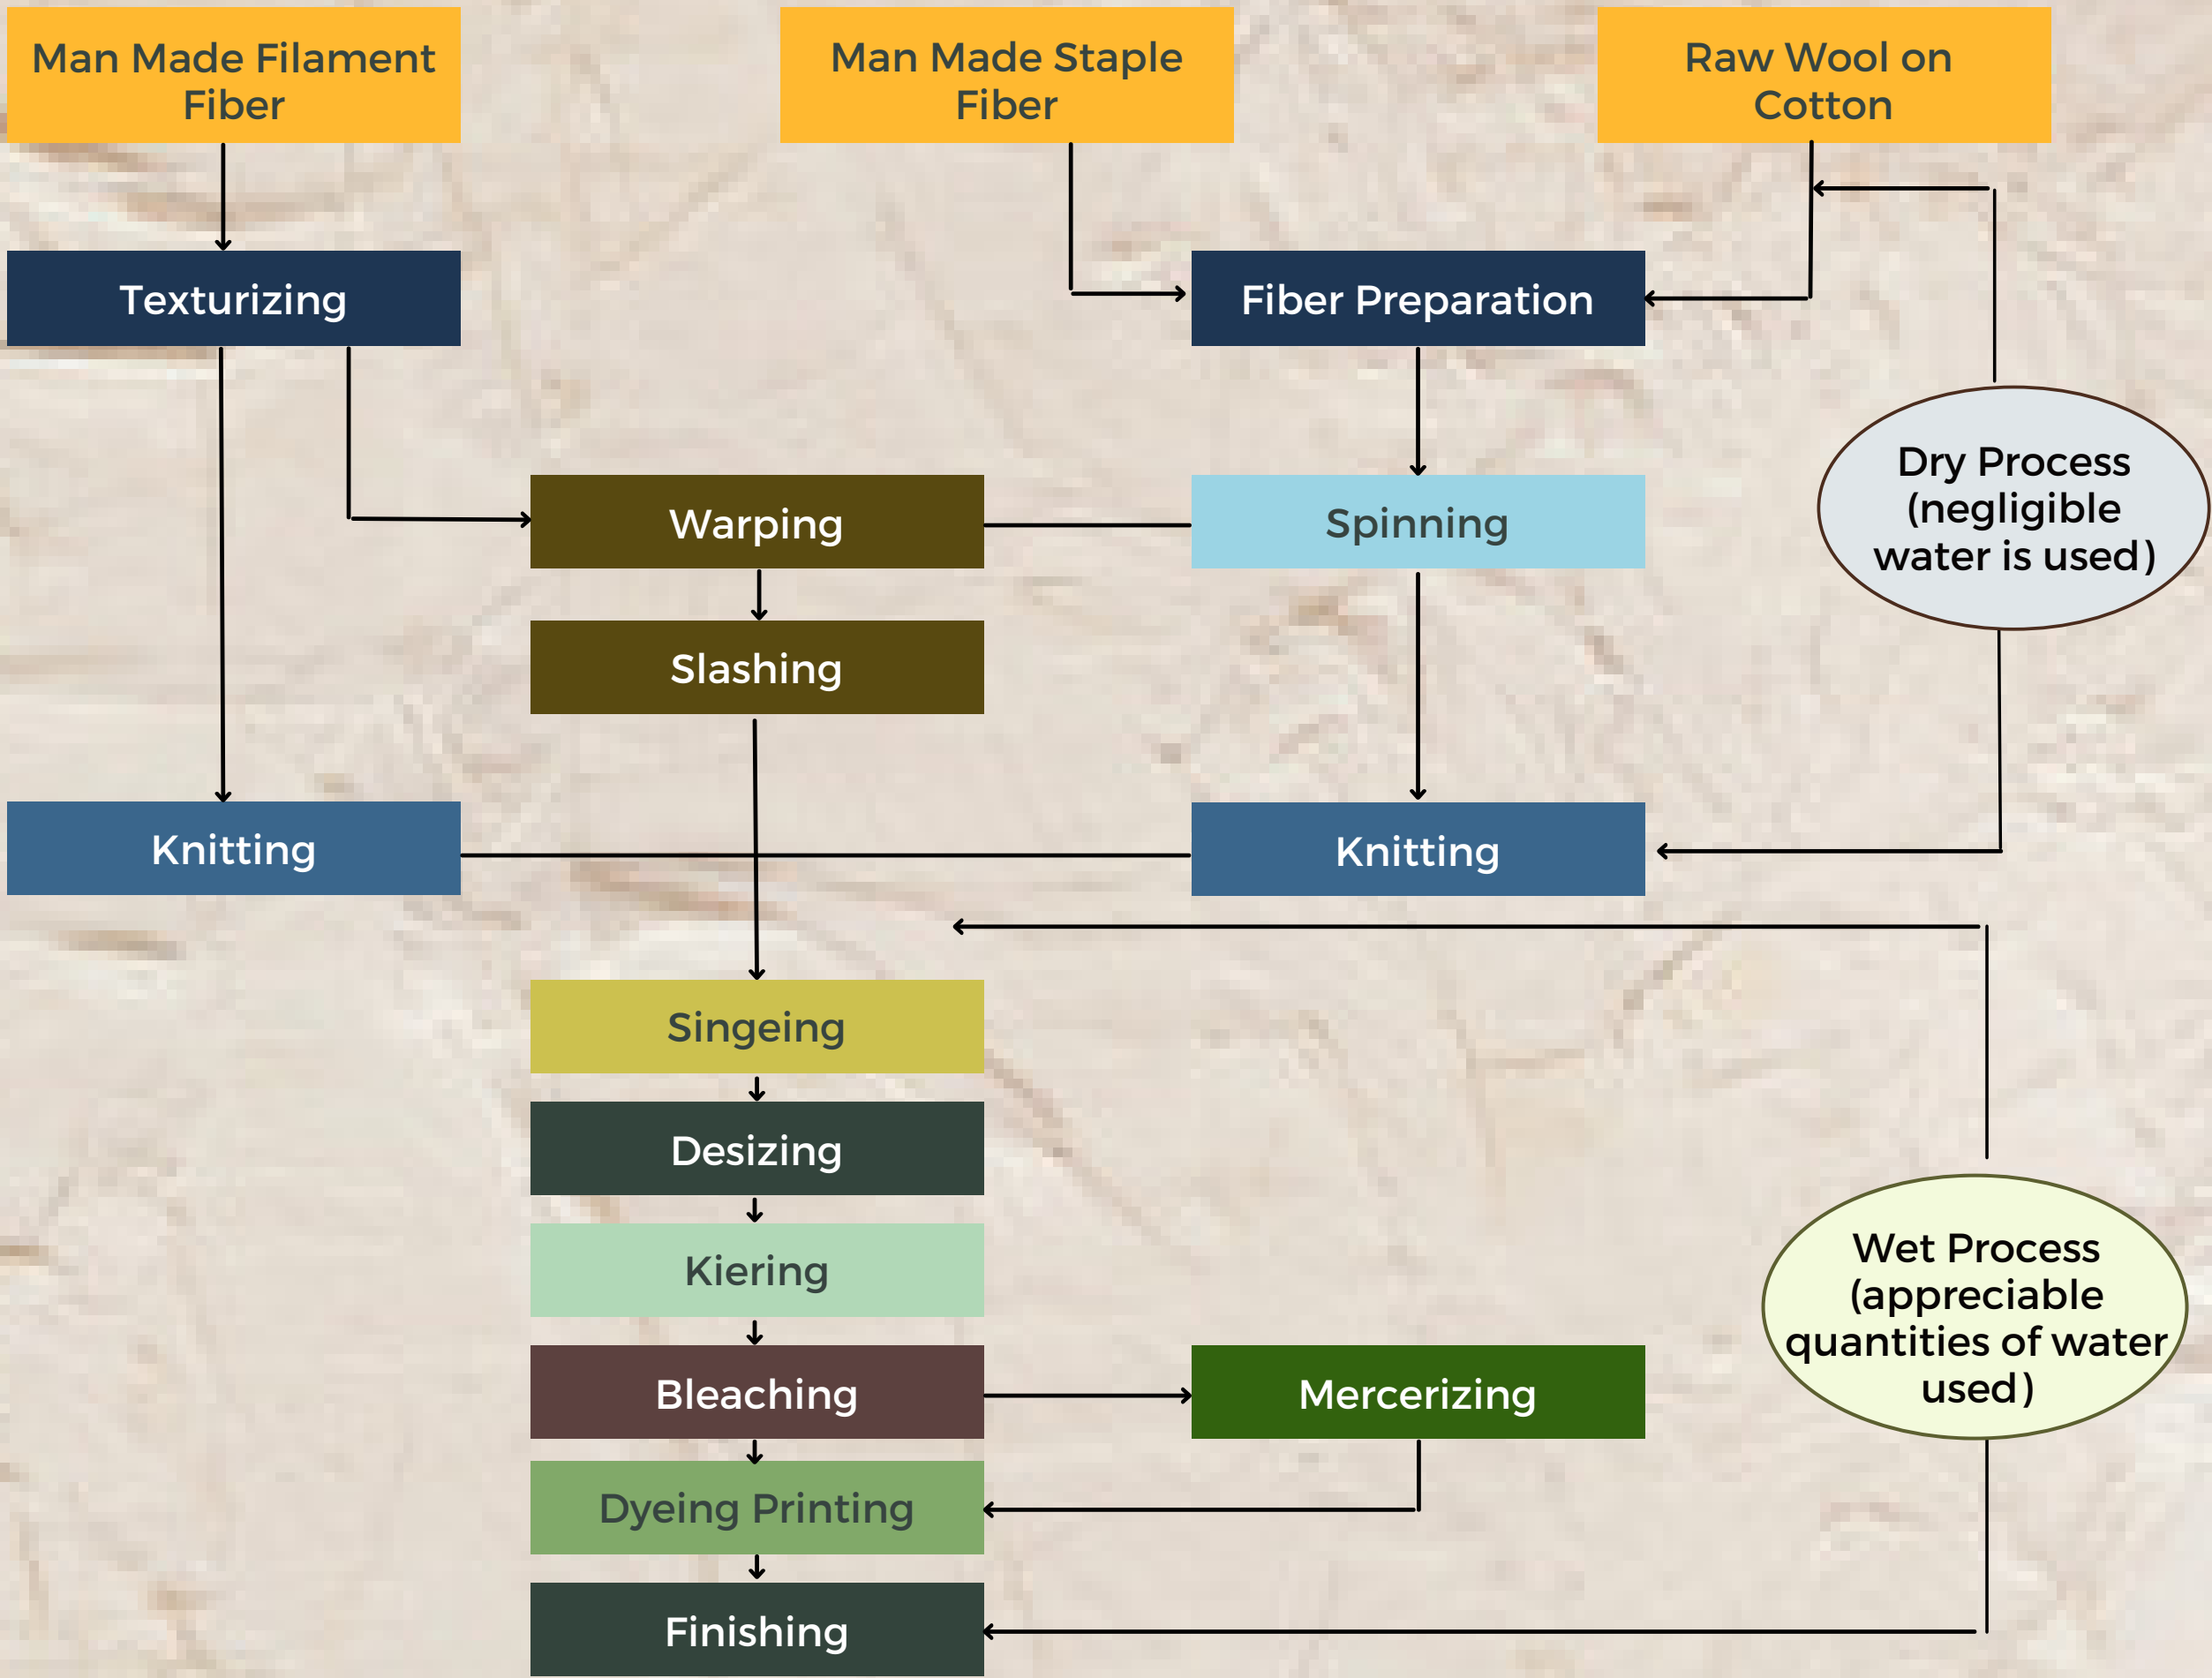 Man Made Filament
Fiber
Man Made Staple
Fiber
Raw Wool on
Cotton
Texturizing
Fiber Preparation
Dry Process
(negligible
water is used)
Warping
Spinning
Slashing
Knitting
Knitting
Singeing
Desizing
Kiering
Wet Process
(appreciable
quantities of water
used)
Bleaching
Mercerizing
Dyeing Printing
Finishing